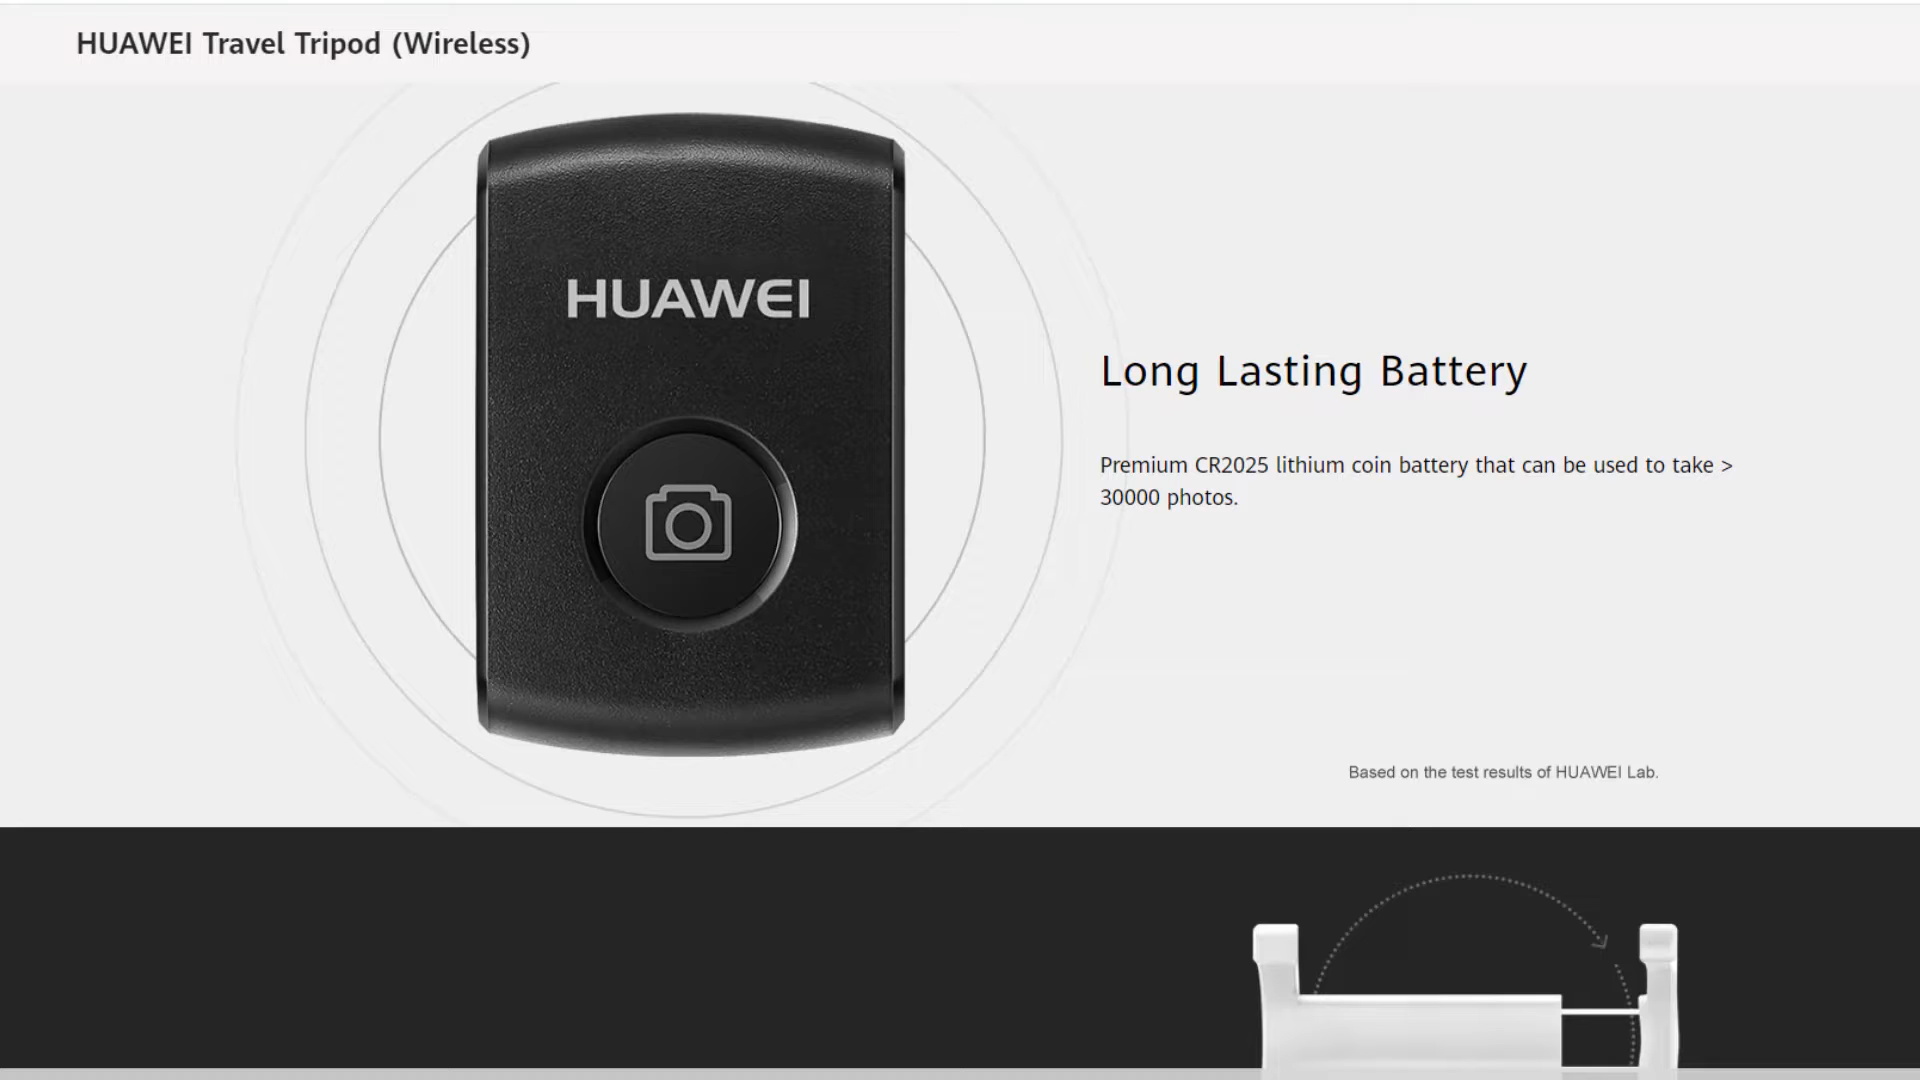 HUAWEI Travel Tripod (Wireless)
HUAWEI
Long Lasting Battery
Premium CR2025 lithium coin battery that can be used to take >
30000 photos.
Based on the test results of HUAWEI Lab.